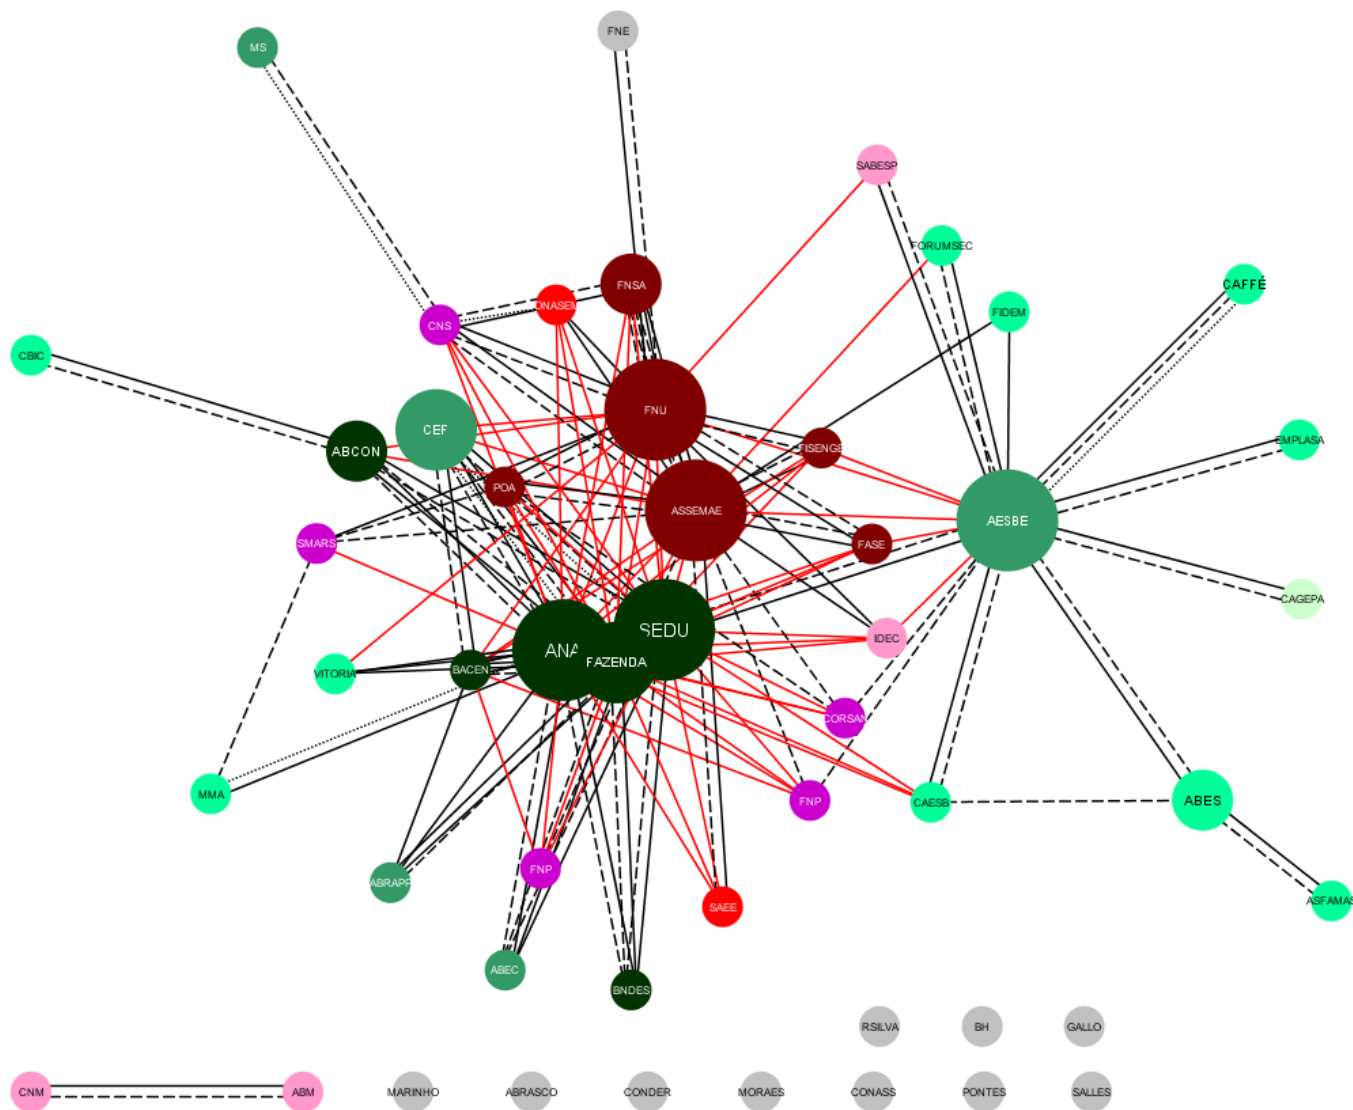 MS
FNE
SABESP
FORUMSEC
CAFFÉ
FNSA
ONASEM
FIDEM
CNS
CBIC
FNU
CEF
EMPLASA
ABCON
FISENGE
POA
ASSEMAE
AESBE
SMARS
FASE
CAGEPA
SEDU
IDEC
ANA
FAZENDA
VITORIA
BACEN
CORSAN
MMA
FNP
CAESB
ABES
FNP
ABRAPP
ASFAMAS
SAEE
ABEC
BNDES
RSILVA BH GALLO
CNM ABM MARINHO ABRASCO CONDER MORAES CONASS PONTES SALLES